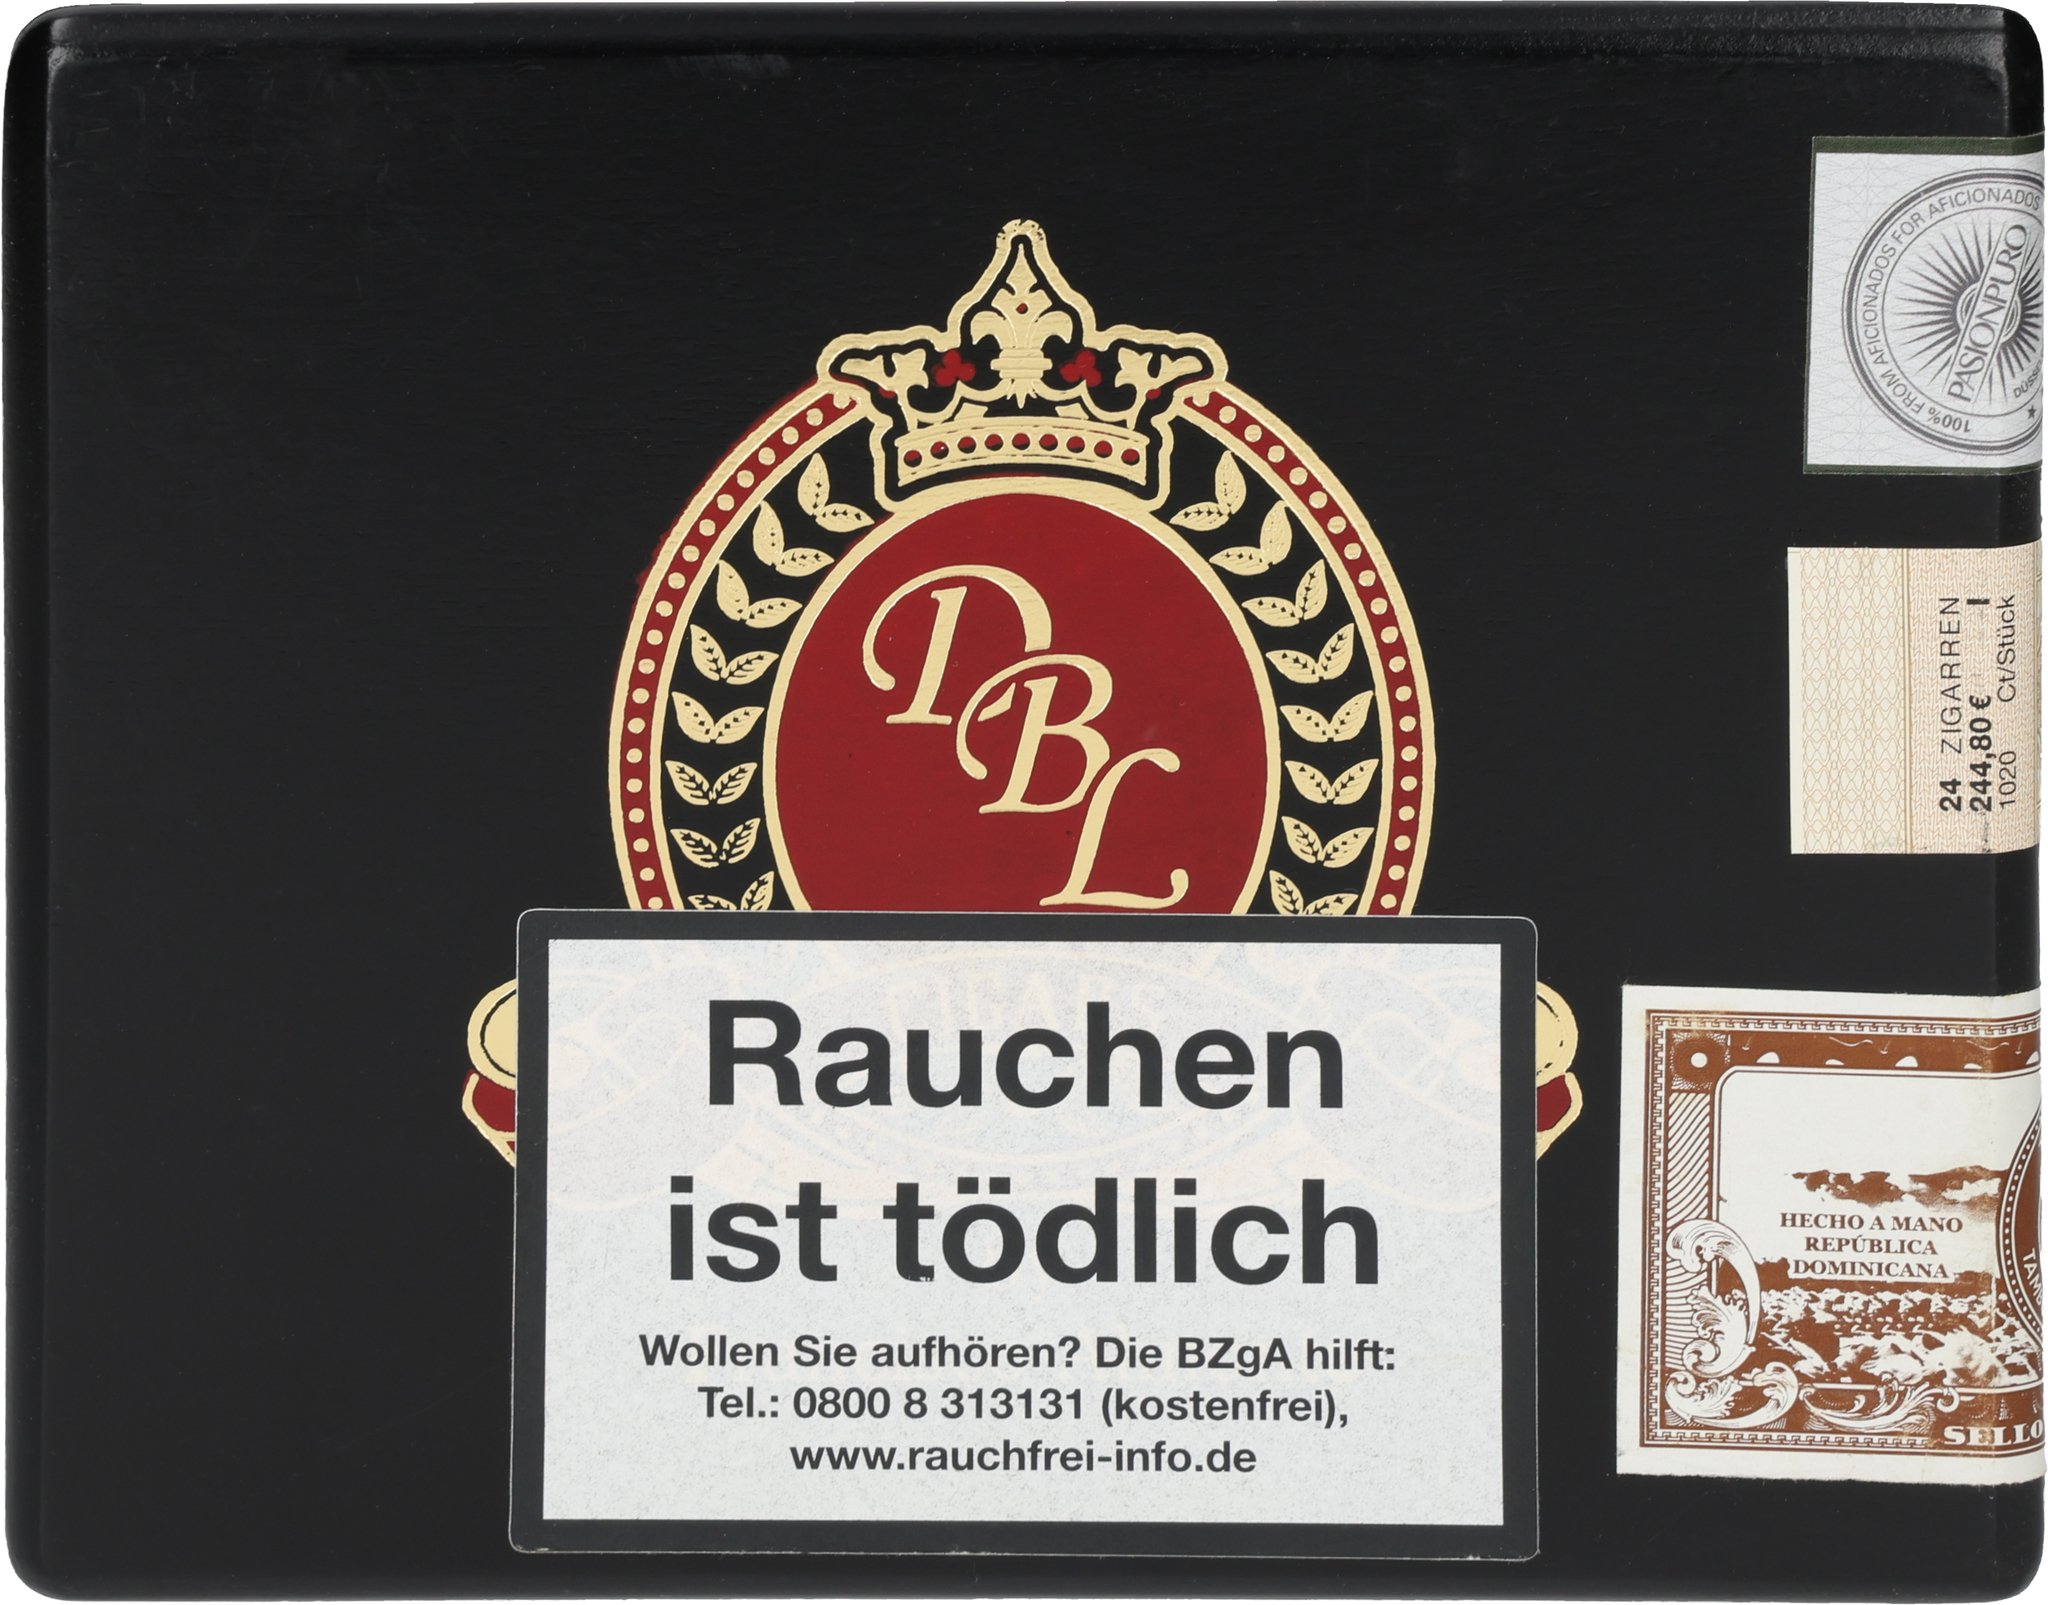 100% FROM AFICIONADOS FOR AFICIONADOS
PASIONPURO
24 ZIGARREN
244,80 € I
1020 Ct/Stück
DBL
Rauchen
ist tödlich
Wollen Sie aufhören? Die BZgA hilft:
Tel.: 0800 8 313131 (kostenfrei),
www.rauchfrei-info.de
HECHO A MANO
REPÚBLICA
DOMINICANA
SELLO